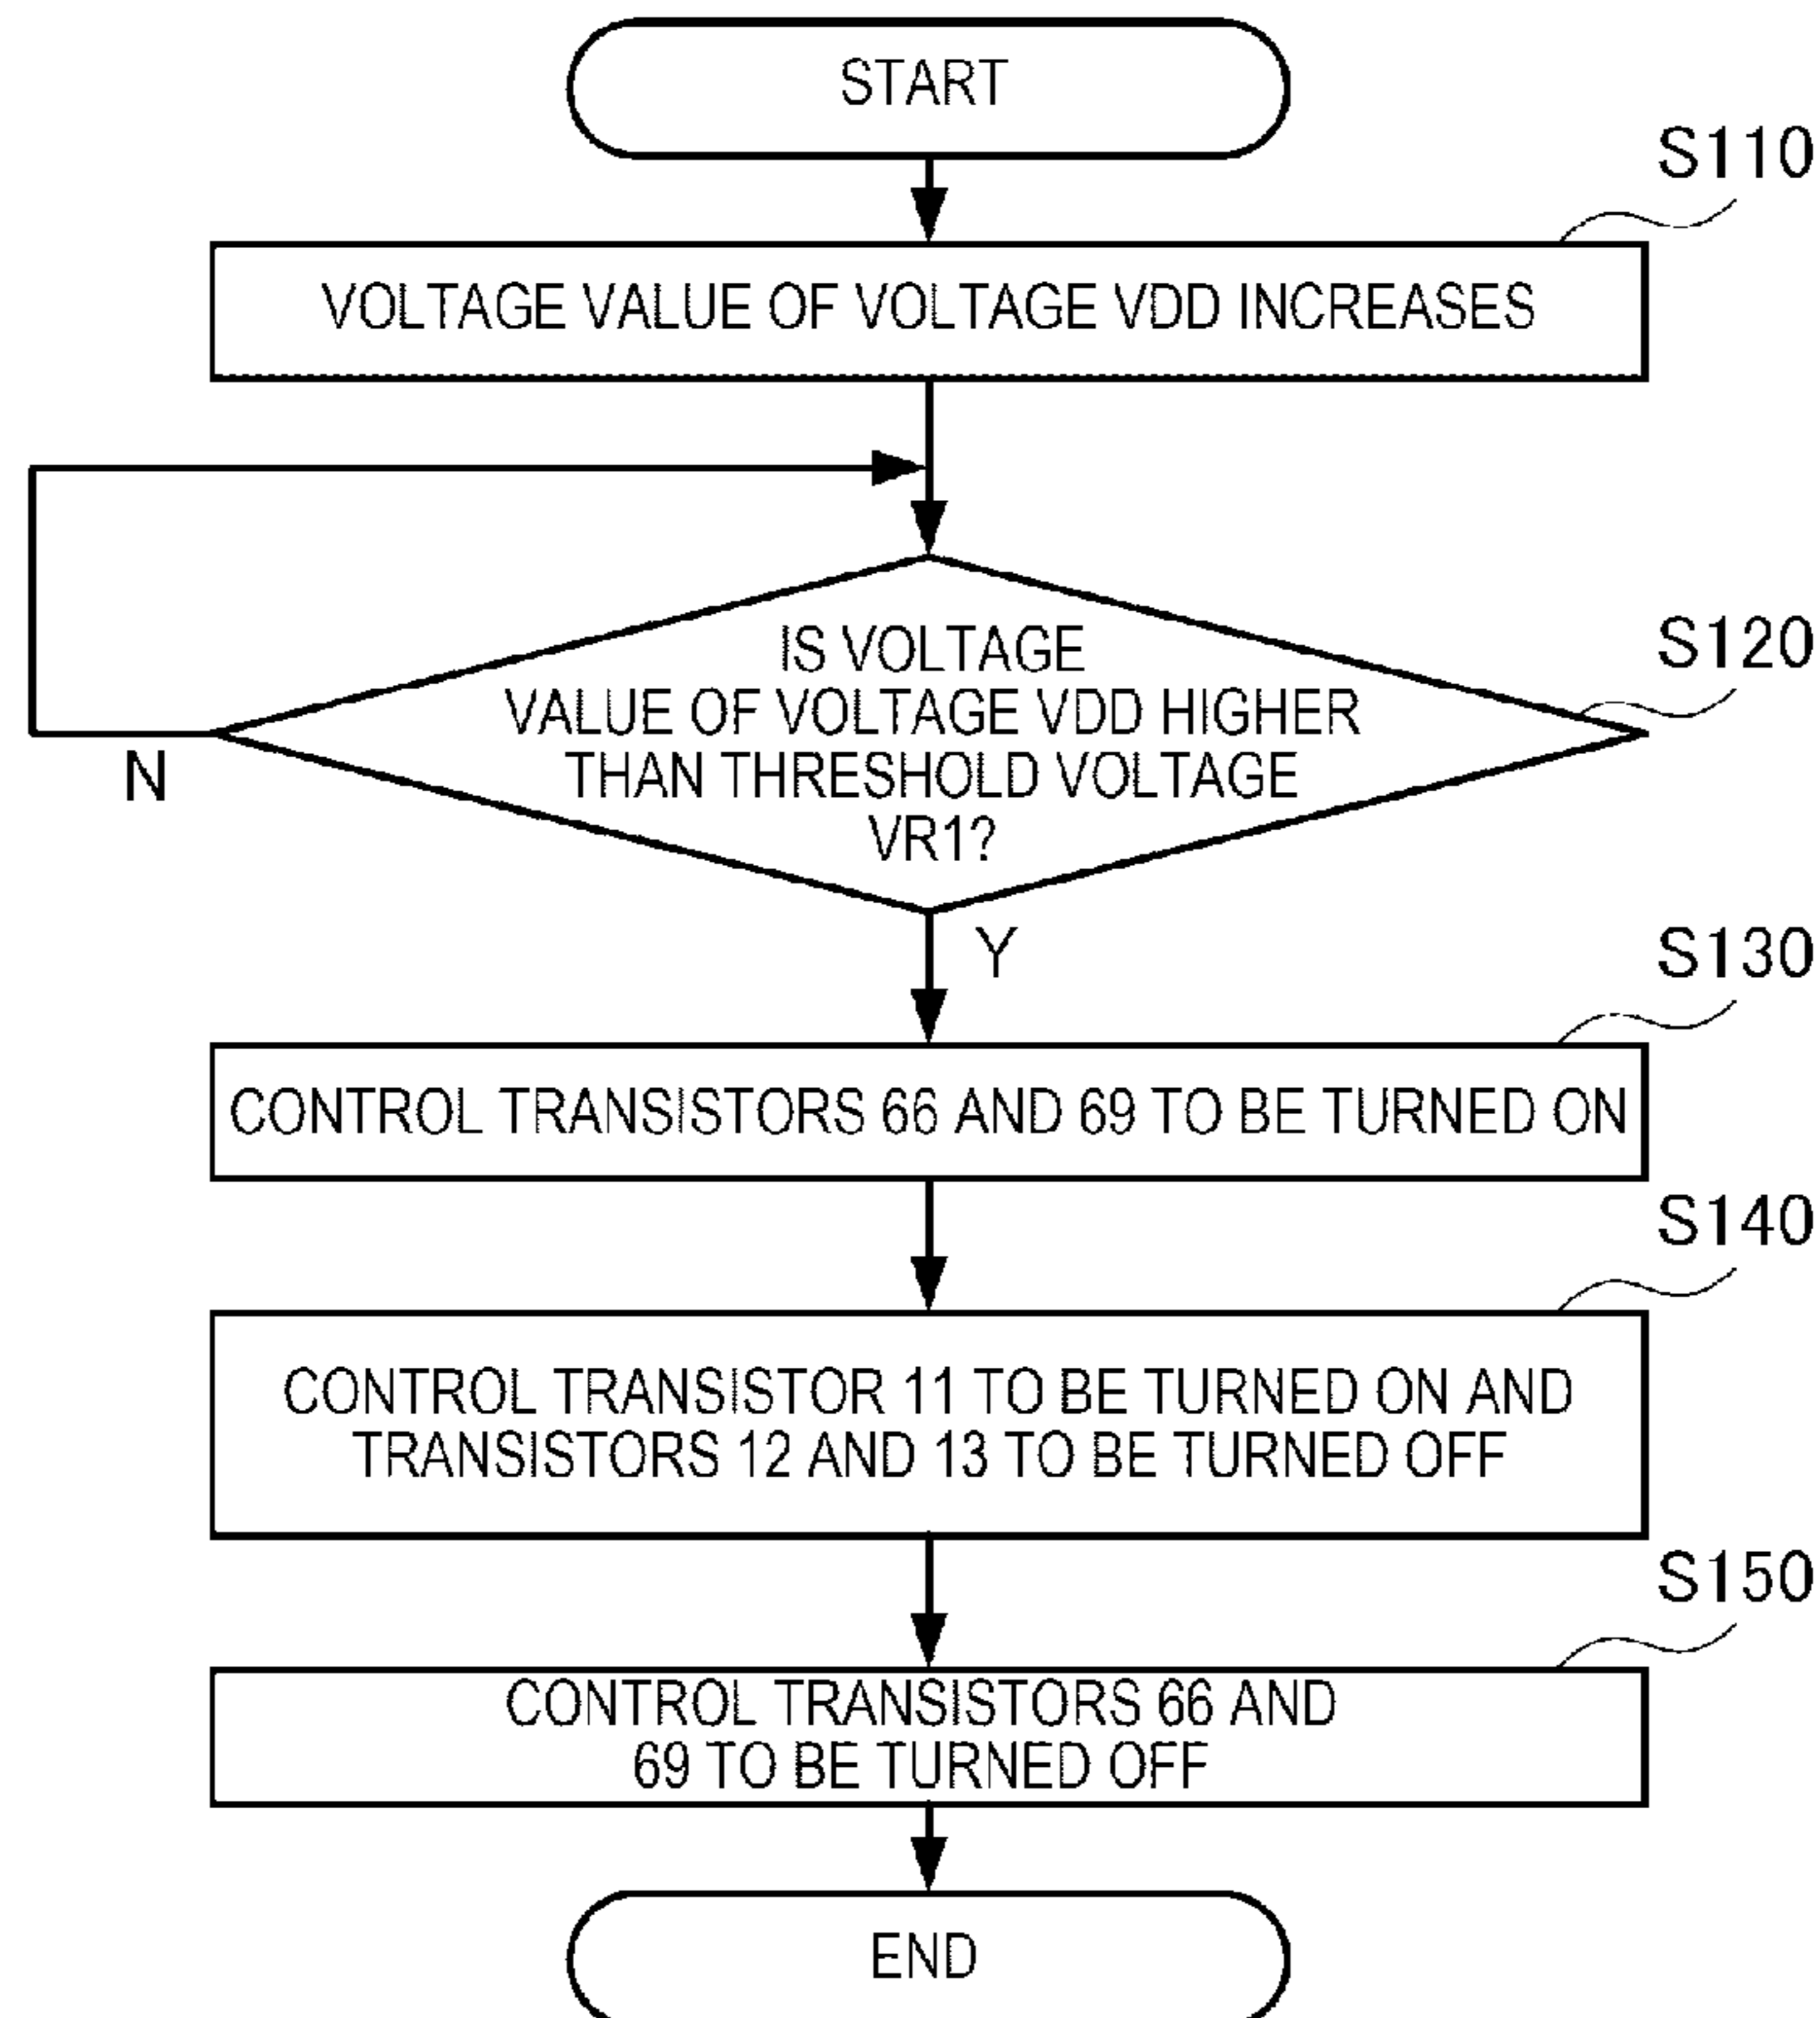 START
S110
VOLTAGE VALUE OF VOLTAGE VDD INCREASES
S120
IS VOLTAGE
VALUE OF VOLTAGE VDD HIGHER
THAN THRESHOLD VOLTAGE
VR1?
N
Y
S130
CONTROL TRANSISTORS 66 AND 69 TO BE TURNED ON
S140
CONTROL TRANSISTOR 11 TO BE TURNED ON AND
TRANSISTORS 12 AND 13 TO BE TURNED OFF
S150
CONTROL TRANSISTORS 66 AND
69 TO BE TURNED OFF
END